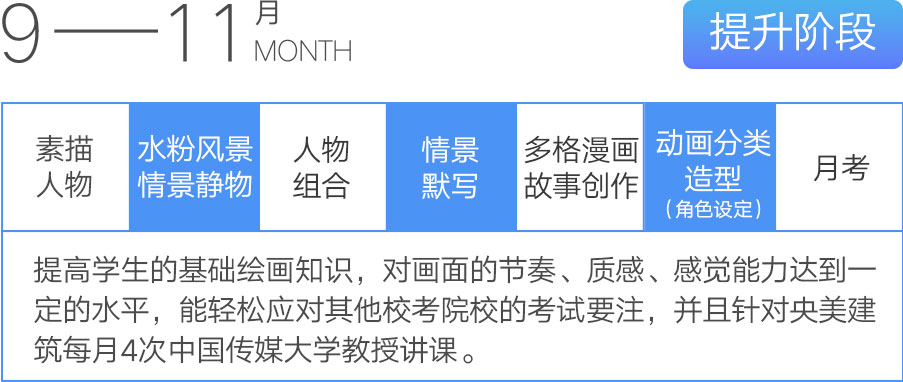 9——11月
MONTH
提升阶段
素描
人物
水粉风景
情景静物
人物
组合
情景
默写
多格漫画
故事创作
动画分类
造型
（角色设定）
月考
提高学生的基础绘画知识，对画面的节奏、质感、感觉能力达到一
定的水平，能轻松应对其他校考院校的考试要注，并且针对央美建
筑每月4次中国传媒大学教授讲课。